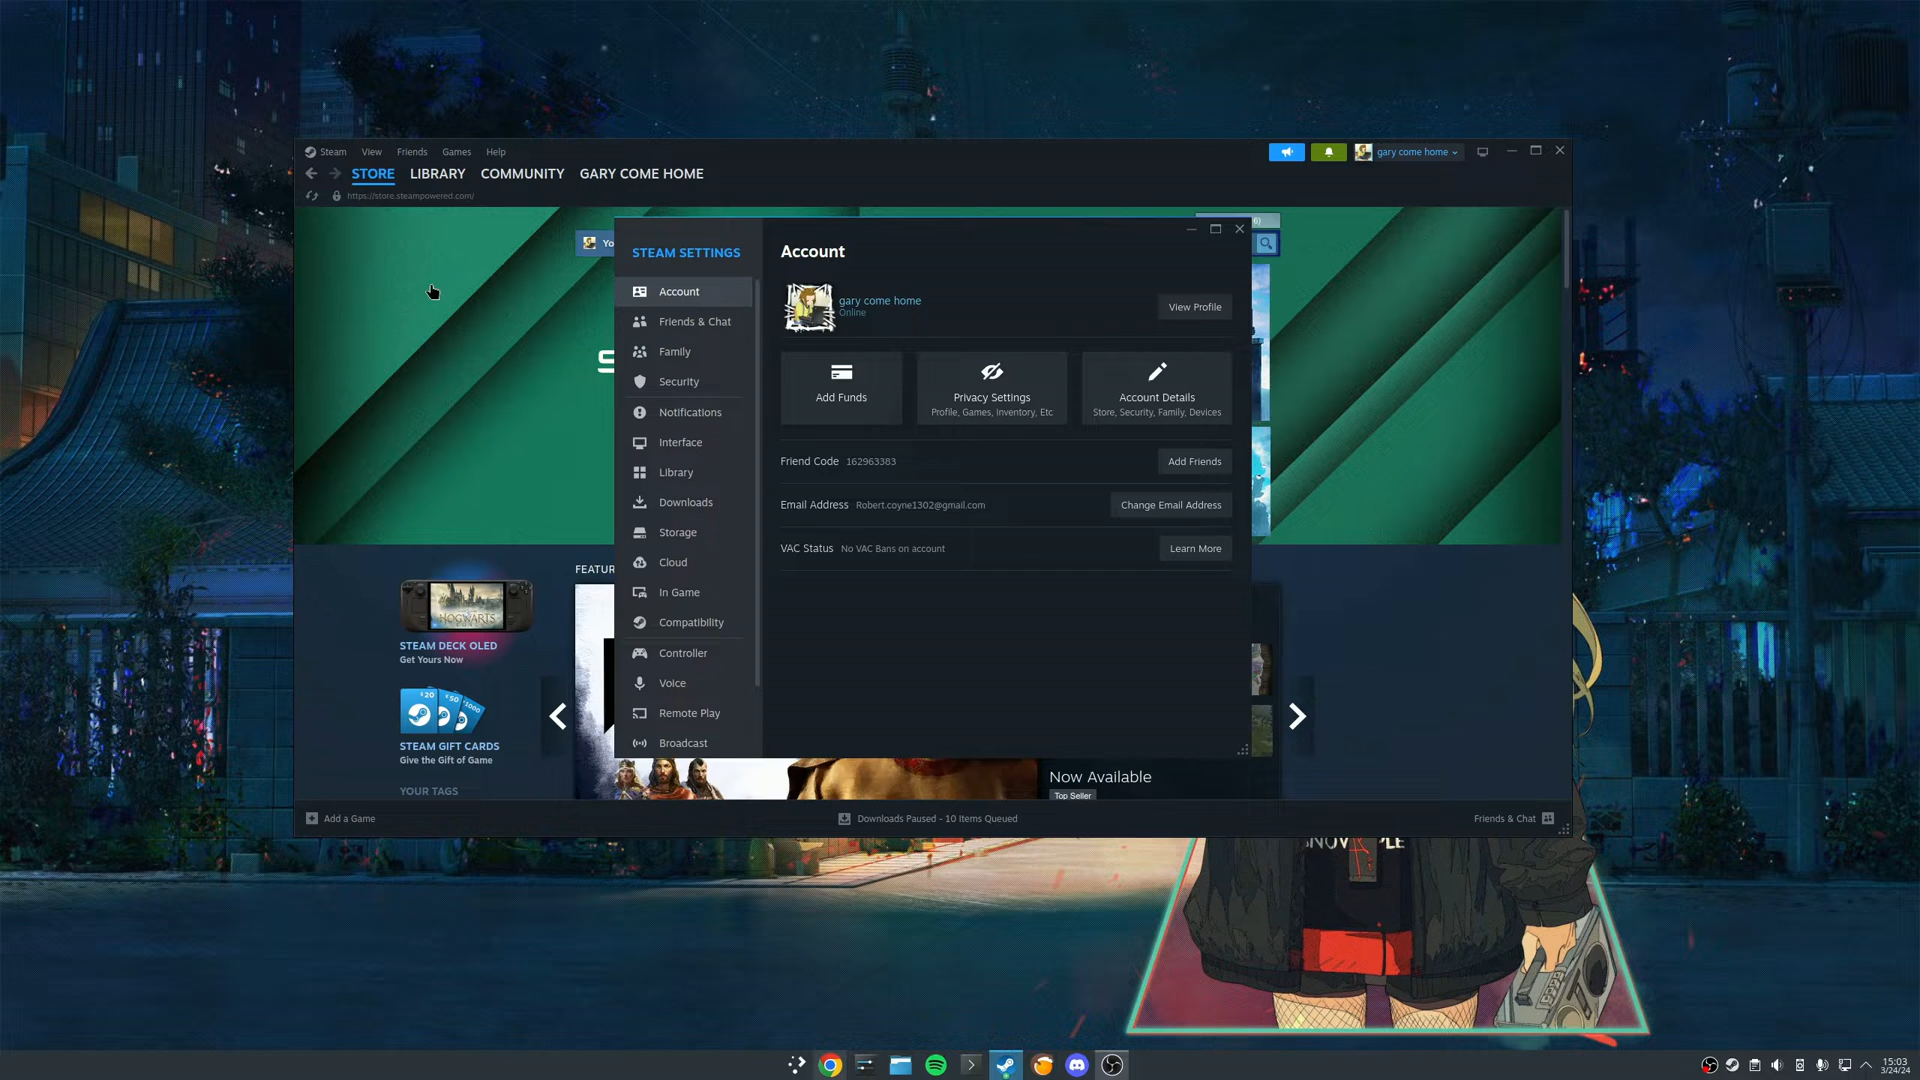 Steam View Friends Games Help
gary come home
STORE LIBRARY COMMUNITY GARY COME HOME
https://store.steampowered.com/
Yo
S
STEAM SETTINGS
Account
Friends & Chat
Family
Security
Notifications
Interface
Library
Downloads
Storage
Cloud
In Game
Compatibility
Controller
Voice
Remote Play
Broadcast
Account
gary come home
Online
View Profile
Add Funds
Privacy Settings
Profile, Games, Inventory, Etc
Account Details
Store, Security, Family, Devices
Friend Code 162963383 Add Friends
Email Address Robert.coyne1302@gmail.com Change Email Address
VAC Status No VAC Bans on account Learn More
FEATUR
HOGWARTS
STEAM DECK OLED
Get Yours Now
$20 $50 $1000
STEAM GIFT CARDS
Give the Gift of Game
YOUR TAGS
Now Available
Top Seller
Add a Game
Downloads Paused - 10 Items Queued
Friends & Chat
15:03
3/24/24